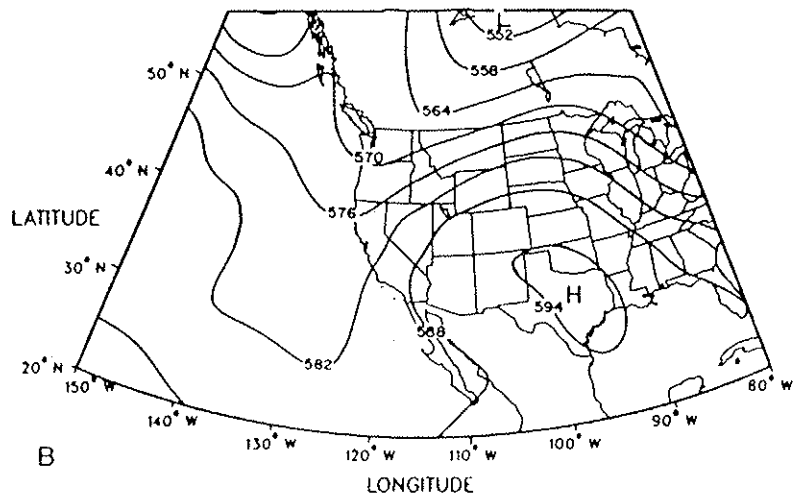 L
552
558
50° N
564
570
40° N
576
LATITUDE
30° N
H
594
588
582
20° N
150° W
80° W
140° W
90° W
130° W
120° W
110° W
100° W
B
LONGITUDE